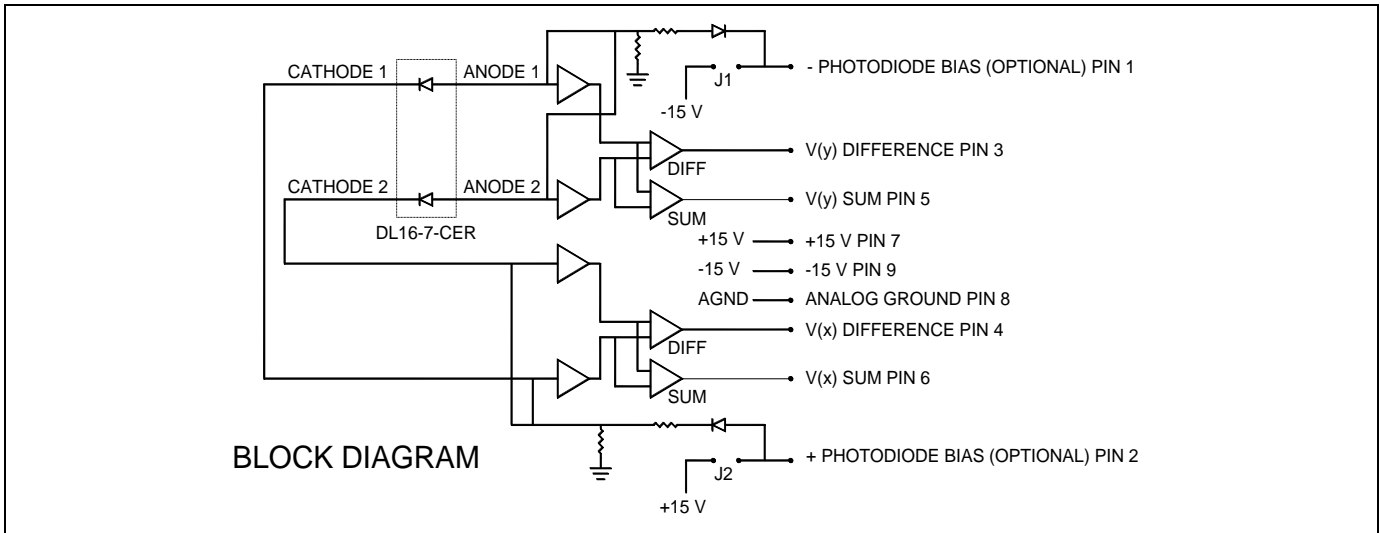 CATHODE 1
ANODE 1
J1
- PHOTODIODE BIAS (OPTIONAL) PIN 1
-15 V
V(y) DIFFERENCE PIN 3
DIFF
CATHODE 2
ANODE 2
V(y) SUM PIN 5
SUM
DL16-7-CER
+15 V
+15 V PIN 7
-15 V
-15 V PIN 9
AGND
ANALOG GROUND PIN 8
V(x) DIFFERENCE PIN 4
DIFF
V(x) SUM PIN 6
SUM
BLOCK DIAGRAM
+ PHOTODIODE BIAS (OPTIONAL) PIN 2
J2
+15 V